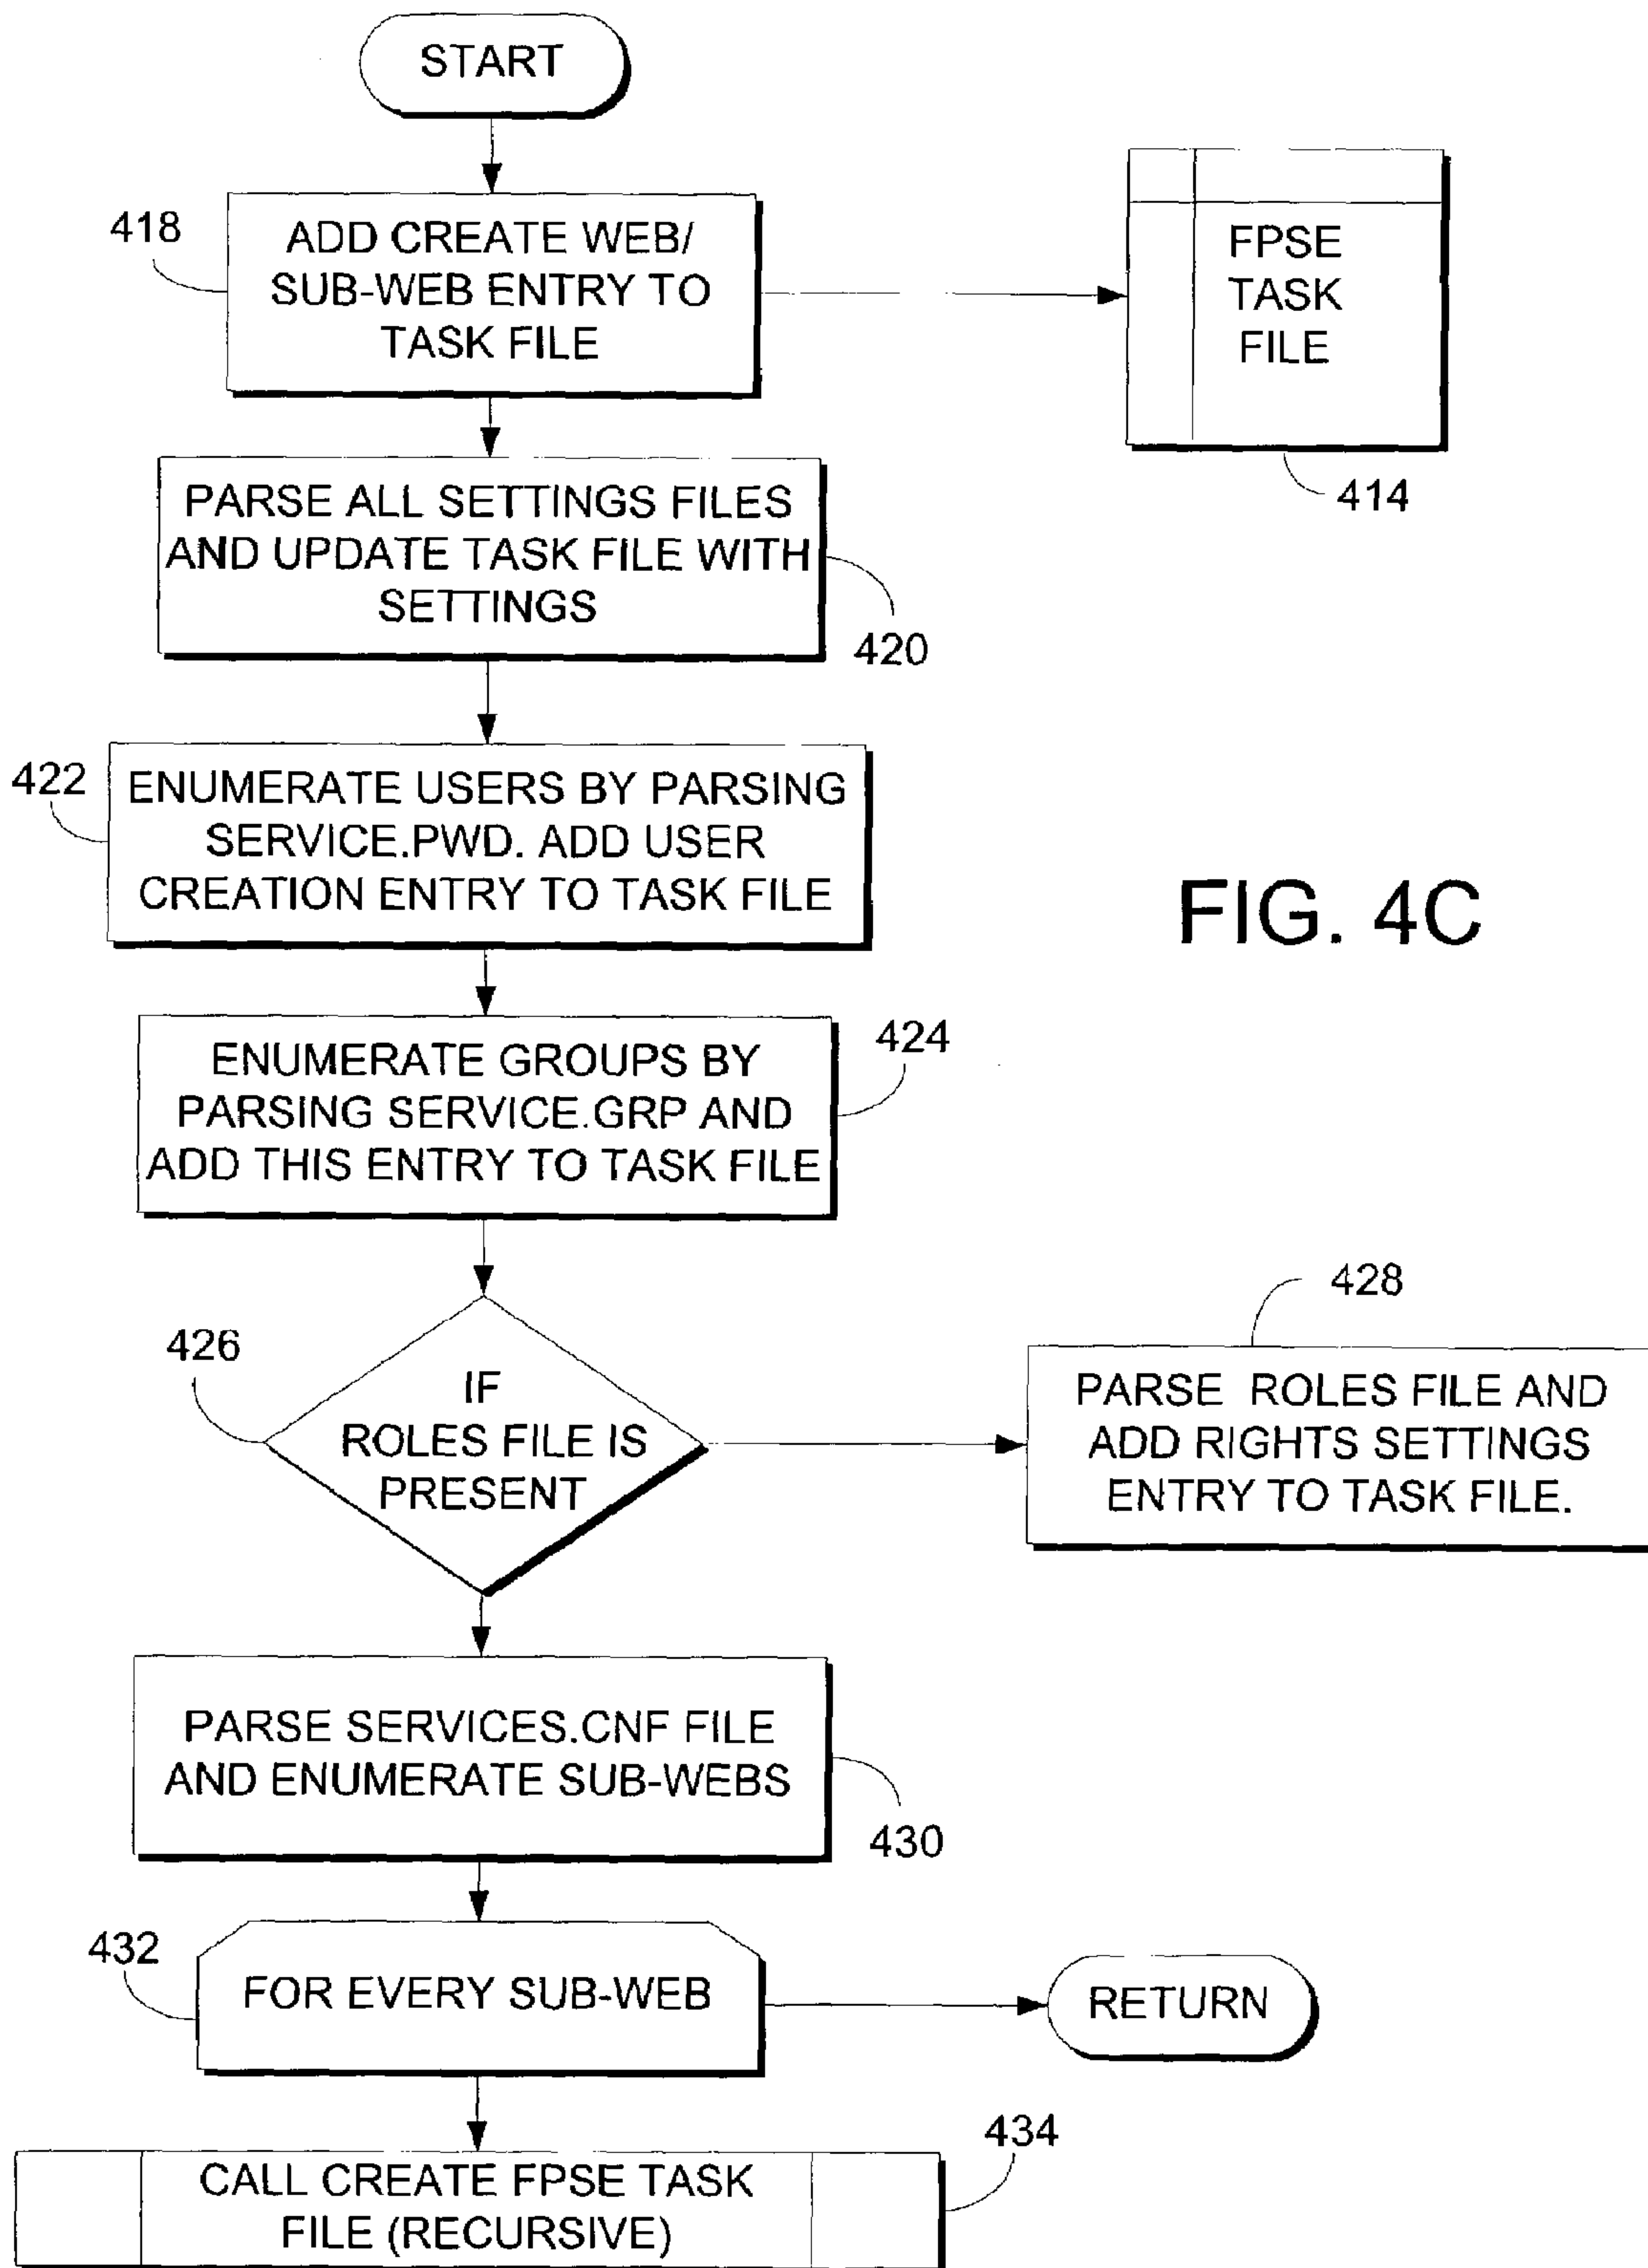 START
418
ADD CREATE WEB/
SUB-WEB ENTRY TO
TASK FILE
FPSE
TASK
FILE
414
PARSE ALL SETTINGS FILES
AND UPDATE TASK FILE WITH
SETTINGS
420
422
ENUMERATE USERS BY PARSING
SERVICE.PWD. ADD USER
CREATION ENTRY TO TASK FILE
FIG. 4C
424
ENUMERATE GROUPS BY
PARSING SERVICE.GRP AND
ADD THIS ENTRY TO TASK FILE
426
IF
ROLES FILE IS
PRESENT
428
PARSE ROLES FILE AND
ADD RIGHTS SETTINGS
ENTRY TO TASK FILE.
PARSE SERVICES.CNF FILE
AND ENUMERATE SUB-WEBS
430
432
FOR EVERY SUB-WEB
RETURN
434
CALL CREATE FPSE TASK
FILE (RECURSIVE)